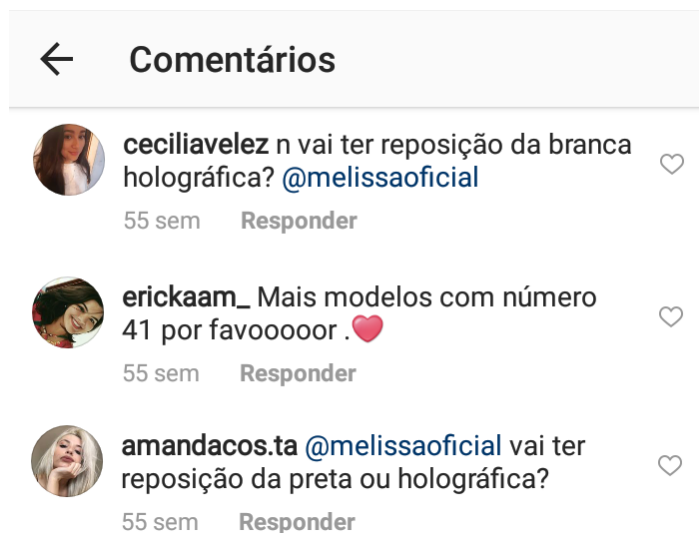 Comentários
ceciliavelez n vai ter reposição da branca
holográfica? @melissaoficial
55 sem Responder
erickaam_ Mais modelos com número
41 por favooooor .❤
55 sem Responder
amandacos.ta @melissaoficial vai ter
reposição da preta ou holográfica?
55 sem Responder